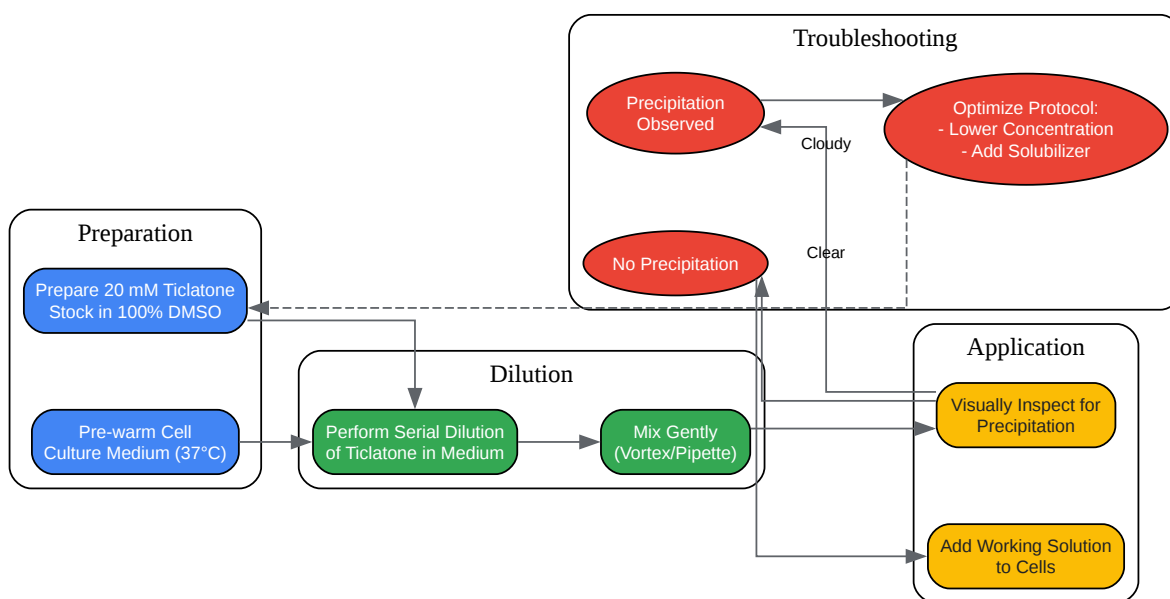 Troubleshooting
Precipitation
Observed
Optimize Protocol:
- Lower Concentration
- Add Solubilizer
Cloudy
Clear
No Precipitation
Preparation
Prepare 20 mM Ticlatone
Stock in 100% DMSO
Pre-warm Cell
Culture Medium (37°C)
Dilution
Perform Serial Dilution
of Ticlatone in Medium
Mix Gently
(Vortex/Pipette)
Application
Visually Inspect for
Precipitation
Add Working Solution
to Cells